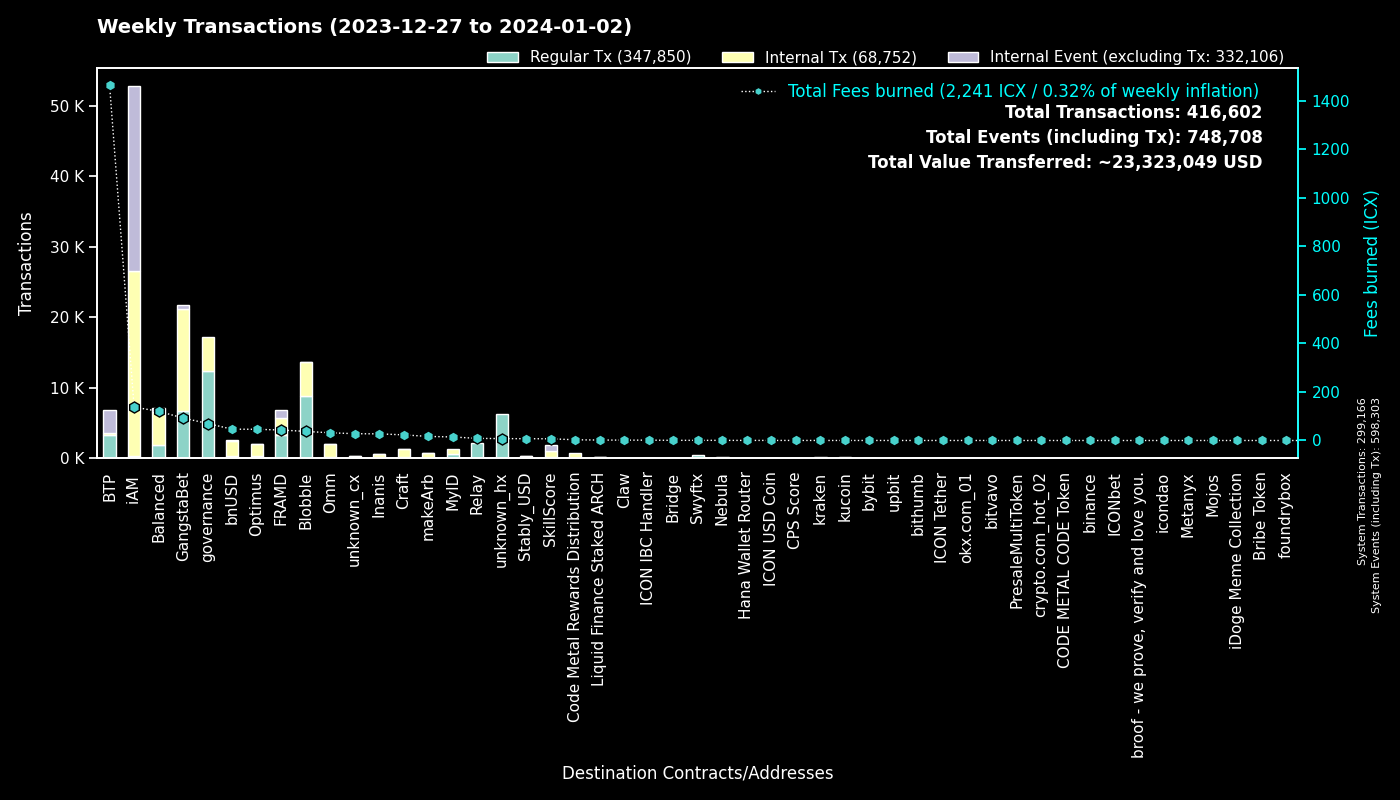 Weekly Transactions (2023-12-27 to 2024-01-02)
Regular Tx (347,850)
Internal Tx (68,752)
Internal Event (excluding Tx: 332,106)
Total Fees burned (2,241 ICX / 0.32% of weekly inflation)
Total Transactions: 416,602
Total Events (including Tx): 748,708
Total Value Transferred: ~23,323,049 USD
Transactions
50 K
40 K
30 K
20 K
10 K
0 K
1400
1200
1000
800
600
400
200
0
Fees burned (ICX)
System Transactions: 299,166
System Events (including Tx): 598,303
BTP
iAM
Balanced
GangstaBet
governance
bnUSD
Optimus
FRAMD
Blobble
Omm
unknown_cx
Inanis
Craft
makeArb
MyID
Relay
unknown_hx
Stably_USD
SkillScore
Code Metal Rewards Distribution
Liquid Finance Staked ARCH
Claw
ICON IBC Handler
Bridge
Swyftx
Nebula
Hana Wallet Router
ICON USD Coin
CPS Score
kraken
kucoin
bybit
upbit
bithumb
ICON Tether
okx.com_01
bitvavo
PresaleMultiToken
crypto.com_hot_02
CODE METAL CODE Token
binance
ICONbet
broof - we prove, verify and love you.
icondao
Metanyx
Mojos
iDoge Meme Collection
Bribe Token
foundrybox
Destination Contracts/Addresses